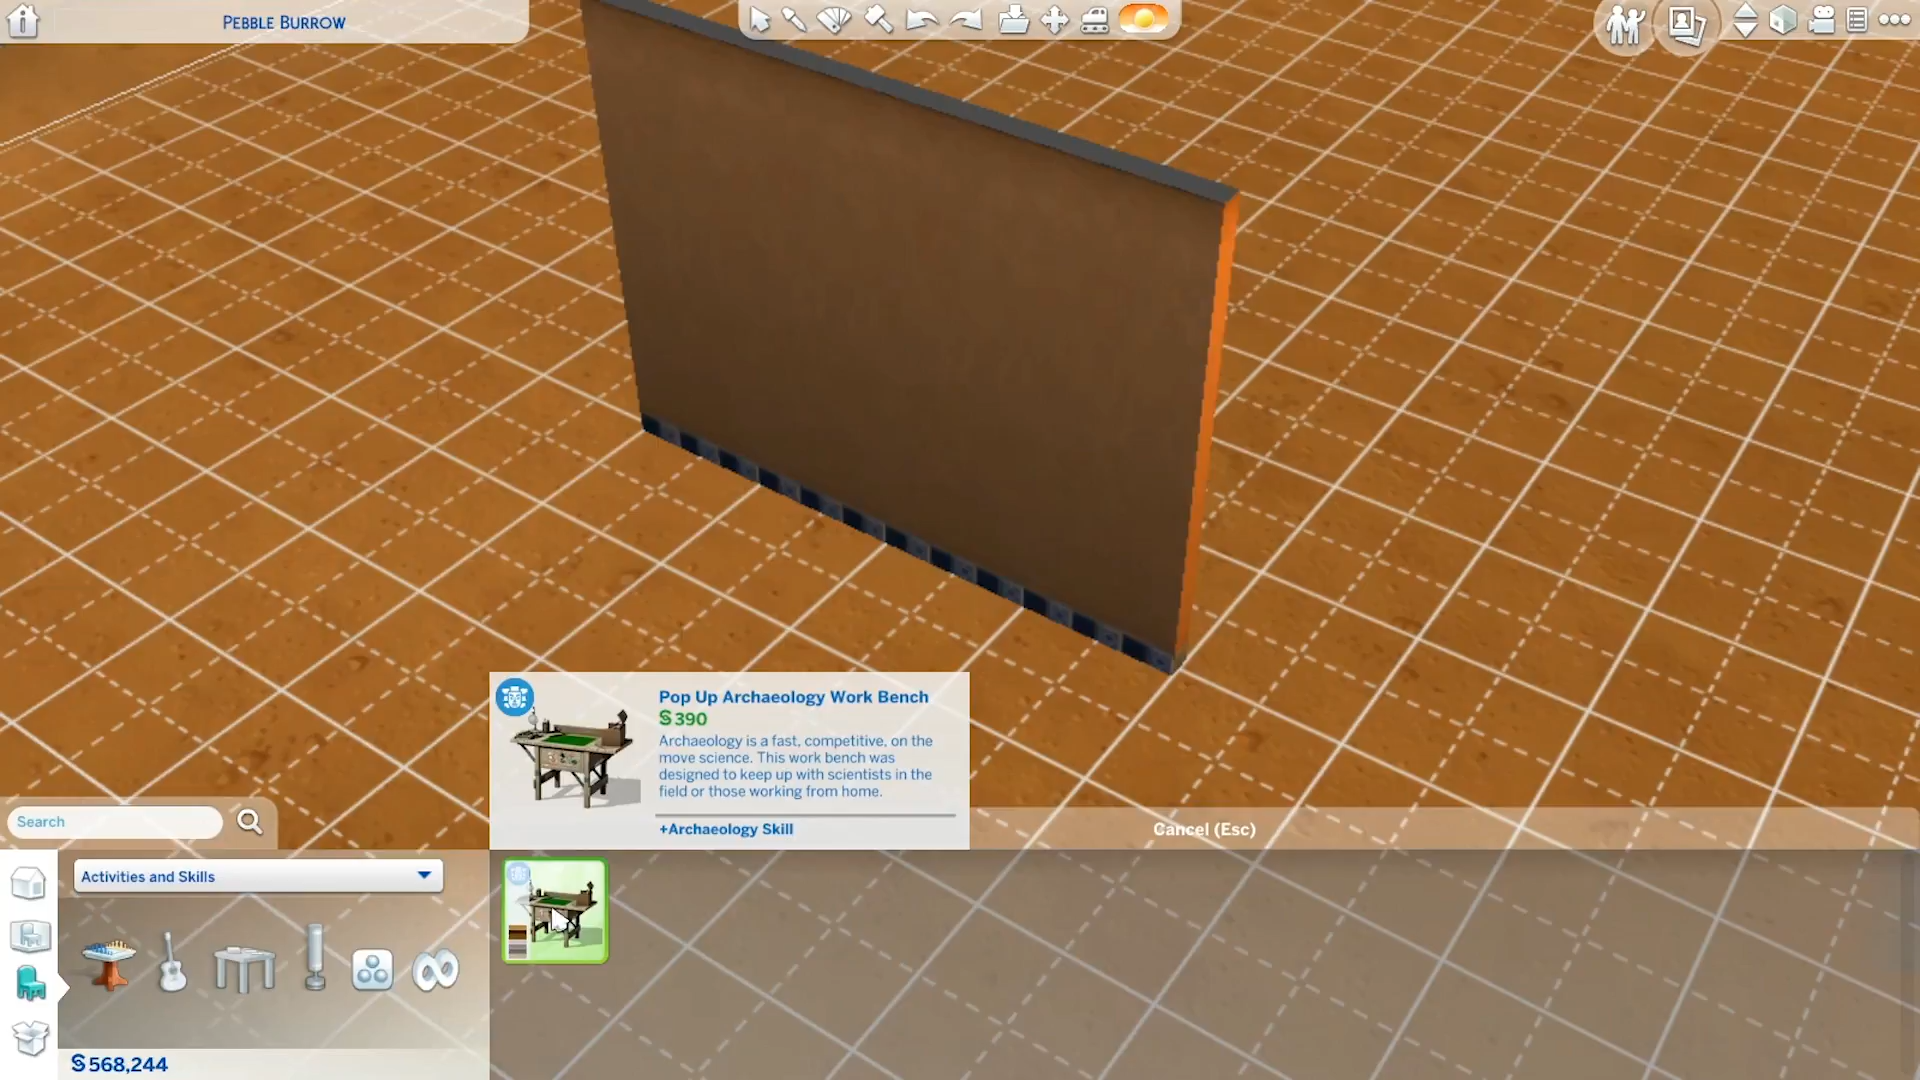 PEBBLE BURROW
Pop Up Archaeology Work Bench
§390
Archaeology is a fast, competitive, on the
move science. This work bench was
designed to keep up with scientists in the
field or those working from home.
+Archaeology Skill
Search
Cancel (Esc)
Activities and Skills
§568,244